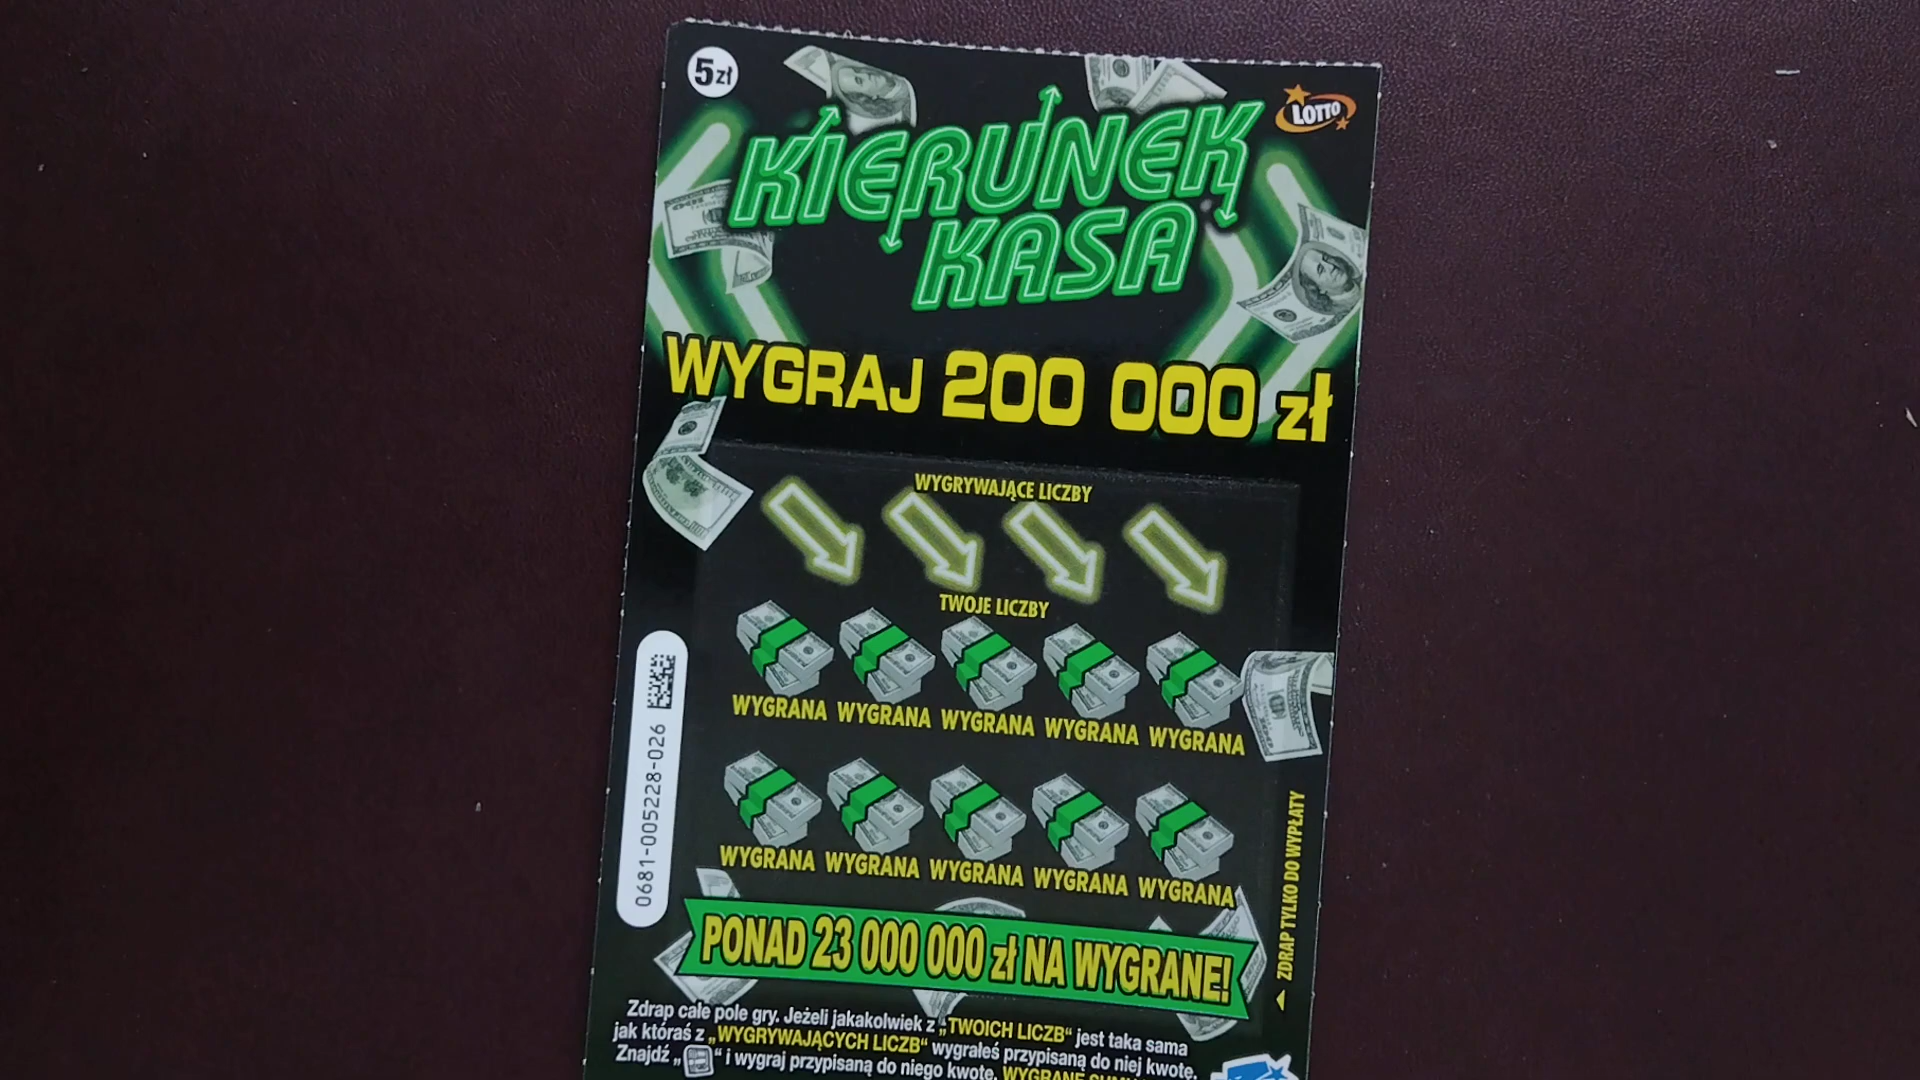 5zł
LOTTO
KIERUNEK
KASA
WYGRAJ 200 000 zł
WYGRYWAJĄCE LICZBY
TWOJE LICZBY
WYGRANA WYGRANA WYGRANA WYGRANA WYGRANA
WYGRANA WYGRANA WYGRANA WYGRANA WYGRANA
0681-005228-026
ZDRAP TYLKO DO WYPŁATY
PONAD 23 000 000 zł NA WYGRANE!
Zdrap całe pole gry. Jeżeli jakakolwiek z „TWOICH LICZB“ jest taka sama
jak któraś z „WYGRYWAJĄCYCH LICZB“ wygrałeś przypisaną do niej kwotę.
Znajdź „ “ i wygraj przypisaną do niego kwotę. WYGRANE